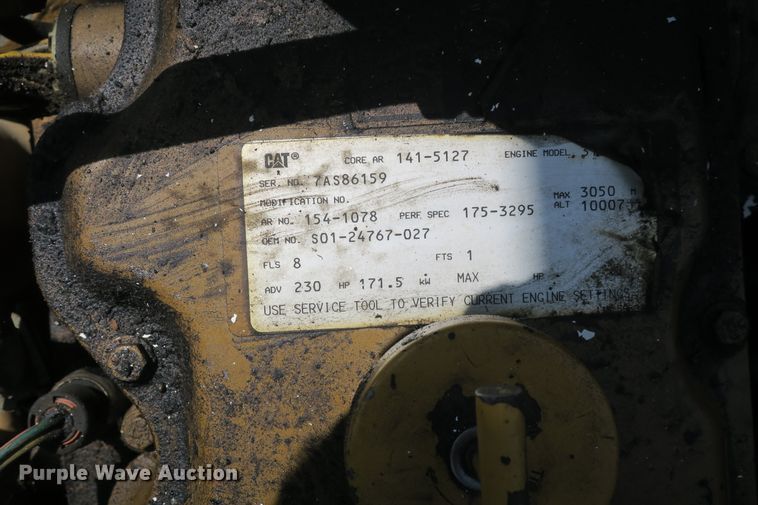 CAT® CORE AR 141-5127 ENGINE MODEL
SER. NO. 7AS86159
MODIFICATION NO. MAX 3050 M
AR NO. 154-1078 PERF SPEC 175-3295 ALT 10007
OEM NO. S01-24767-027
FLS 8 FTS 1
ADV 230 HP 171.5 kW MAX HP
USE SERVICE TOOL TO VERIFY CURRENT ENGINE SETTINGS
Purple Wave Auction